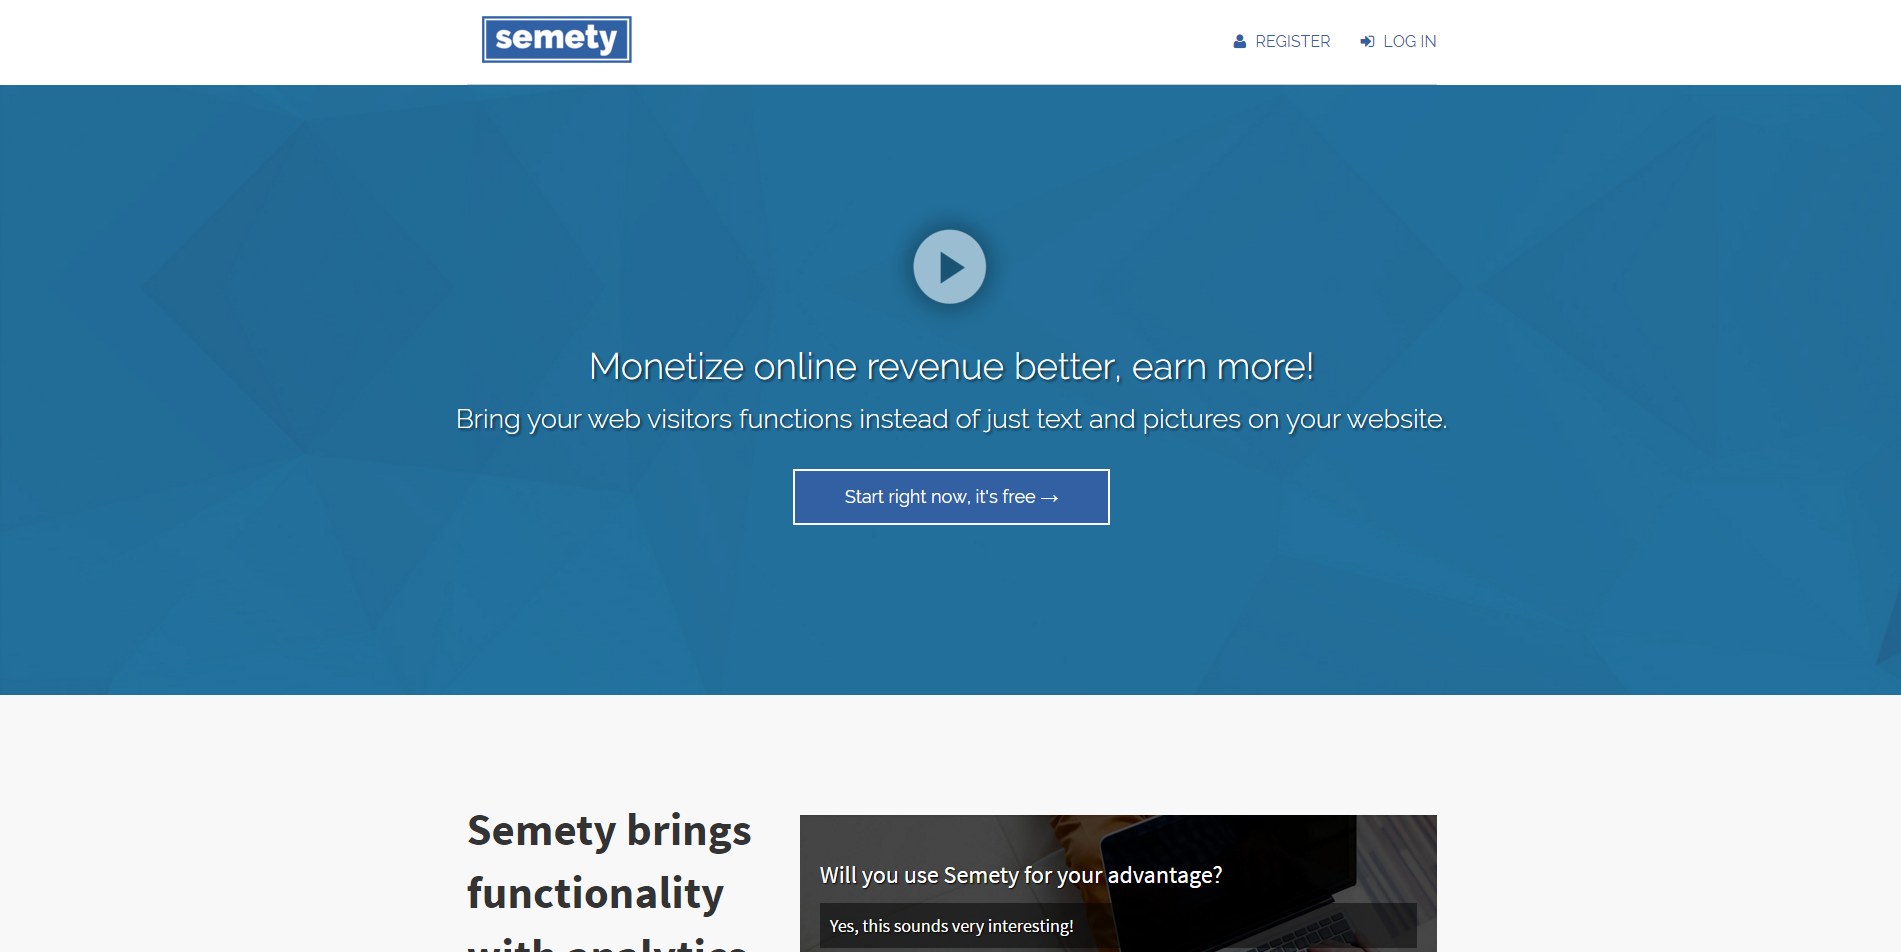 semety
REGISTER
LOG IN
Monetize online revenue better, earn more!
Bring your web visitors functions instead of just text and pictures on your website.
Start right now, it's free →
Semety brings
functionality
with analytics
Will you use Semety for your advantage?
Yes, this sounds very interesting!